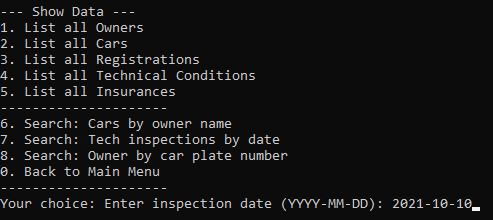 --- Show Data ---
1. List all Owners
2. List all Cars
3. List all Registrations
4. List all Technical Conditions
5. List all Insurances
---------------------
6. Search: Cars by owner name
7. Search: Tech inspections by date
8. Search: Owner by car plate number
0. Back to Main Menu
---------------------
Your choice: Enter inspection date (YYYY-MM-DD): 2021-10-10